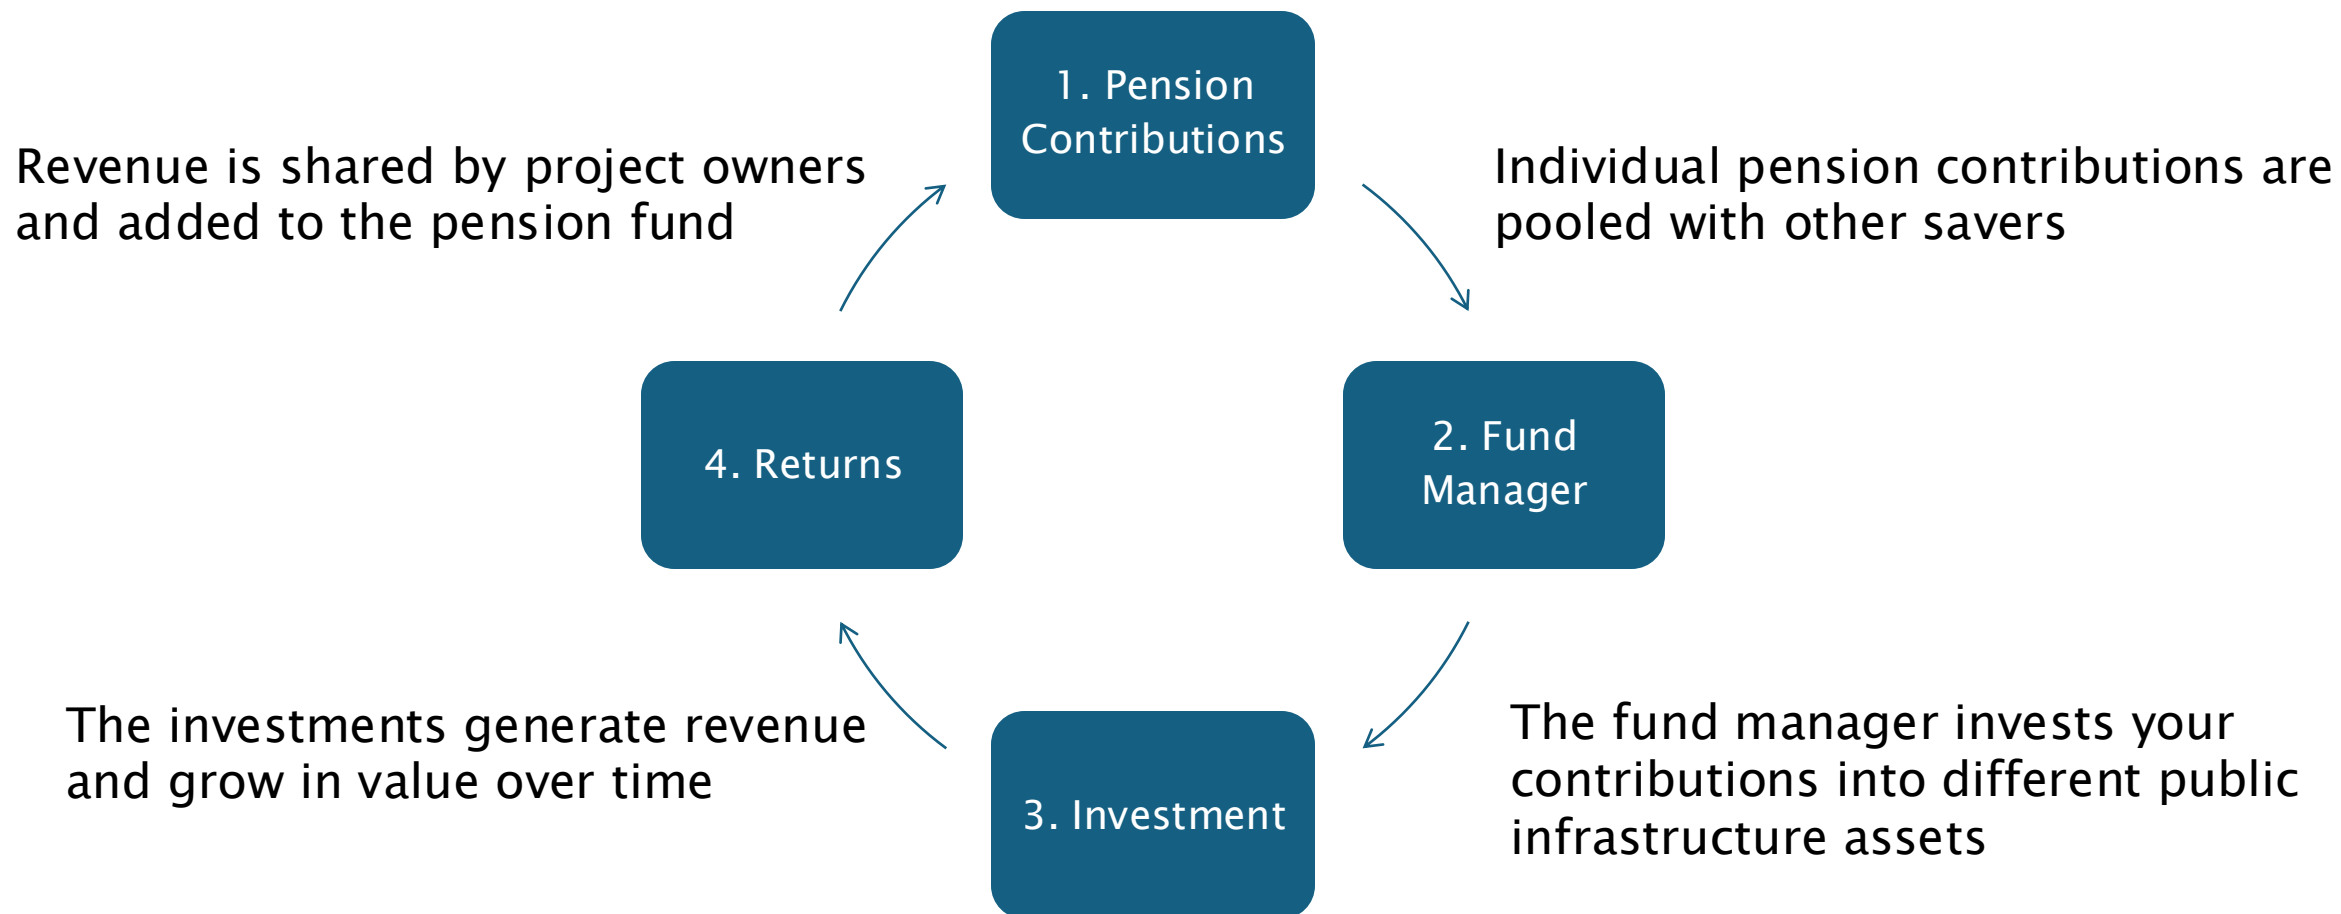 1. Pension
Contributions
Individual pension contributions are
pooled with other savers
2. Fund
Manager
The fund manager invests your
contributions into different public
infrastructure assets
3. Investment
The investments generate revenue
and grow in value over time
4. Returns
Revenue is shared by project owners
and added to the pension fund